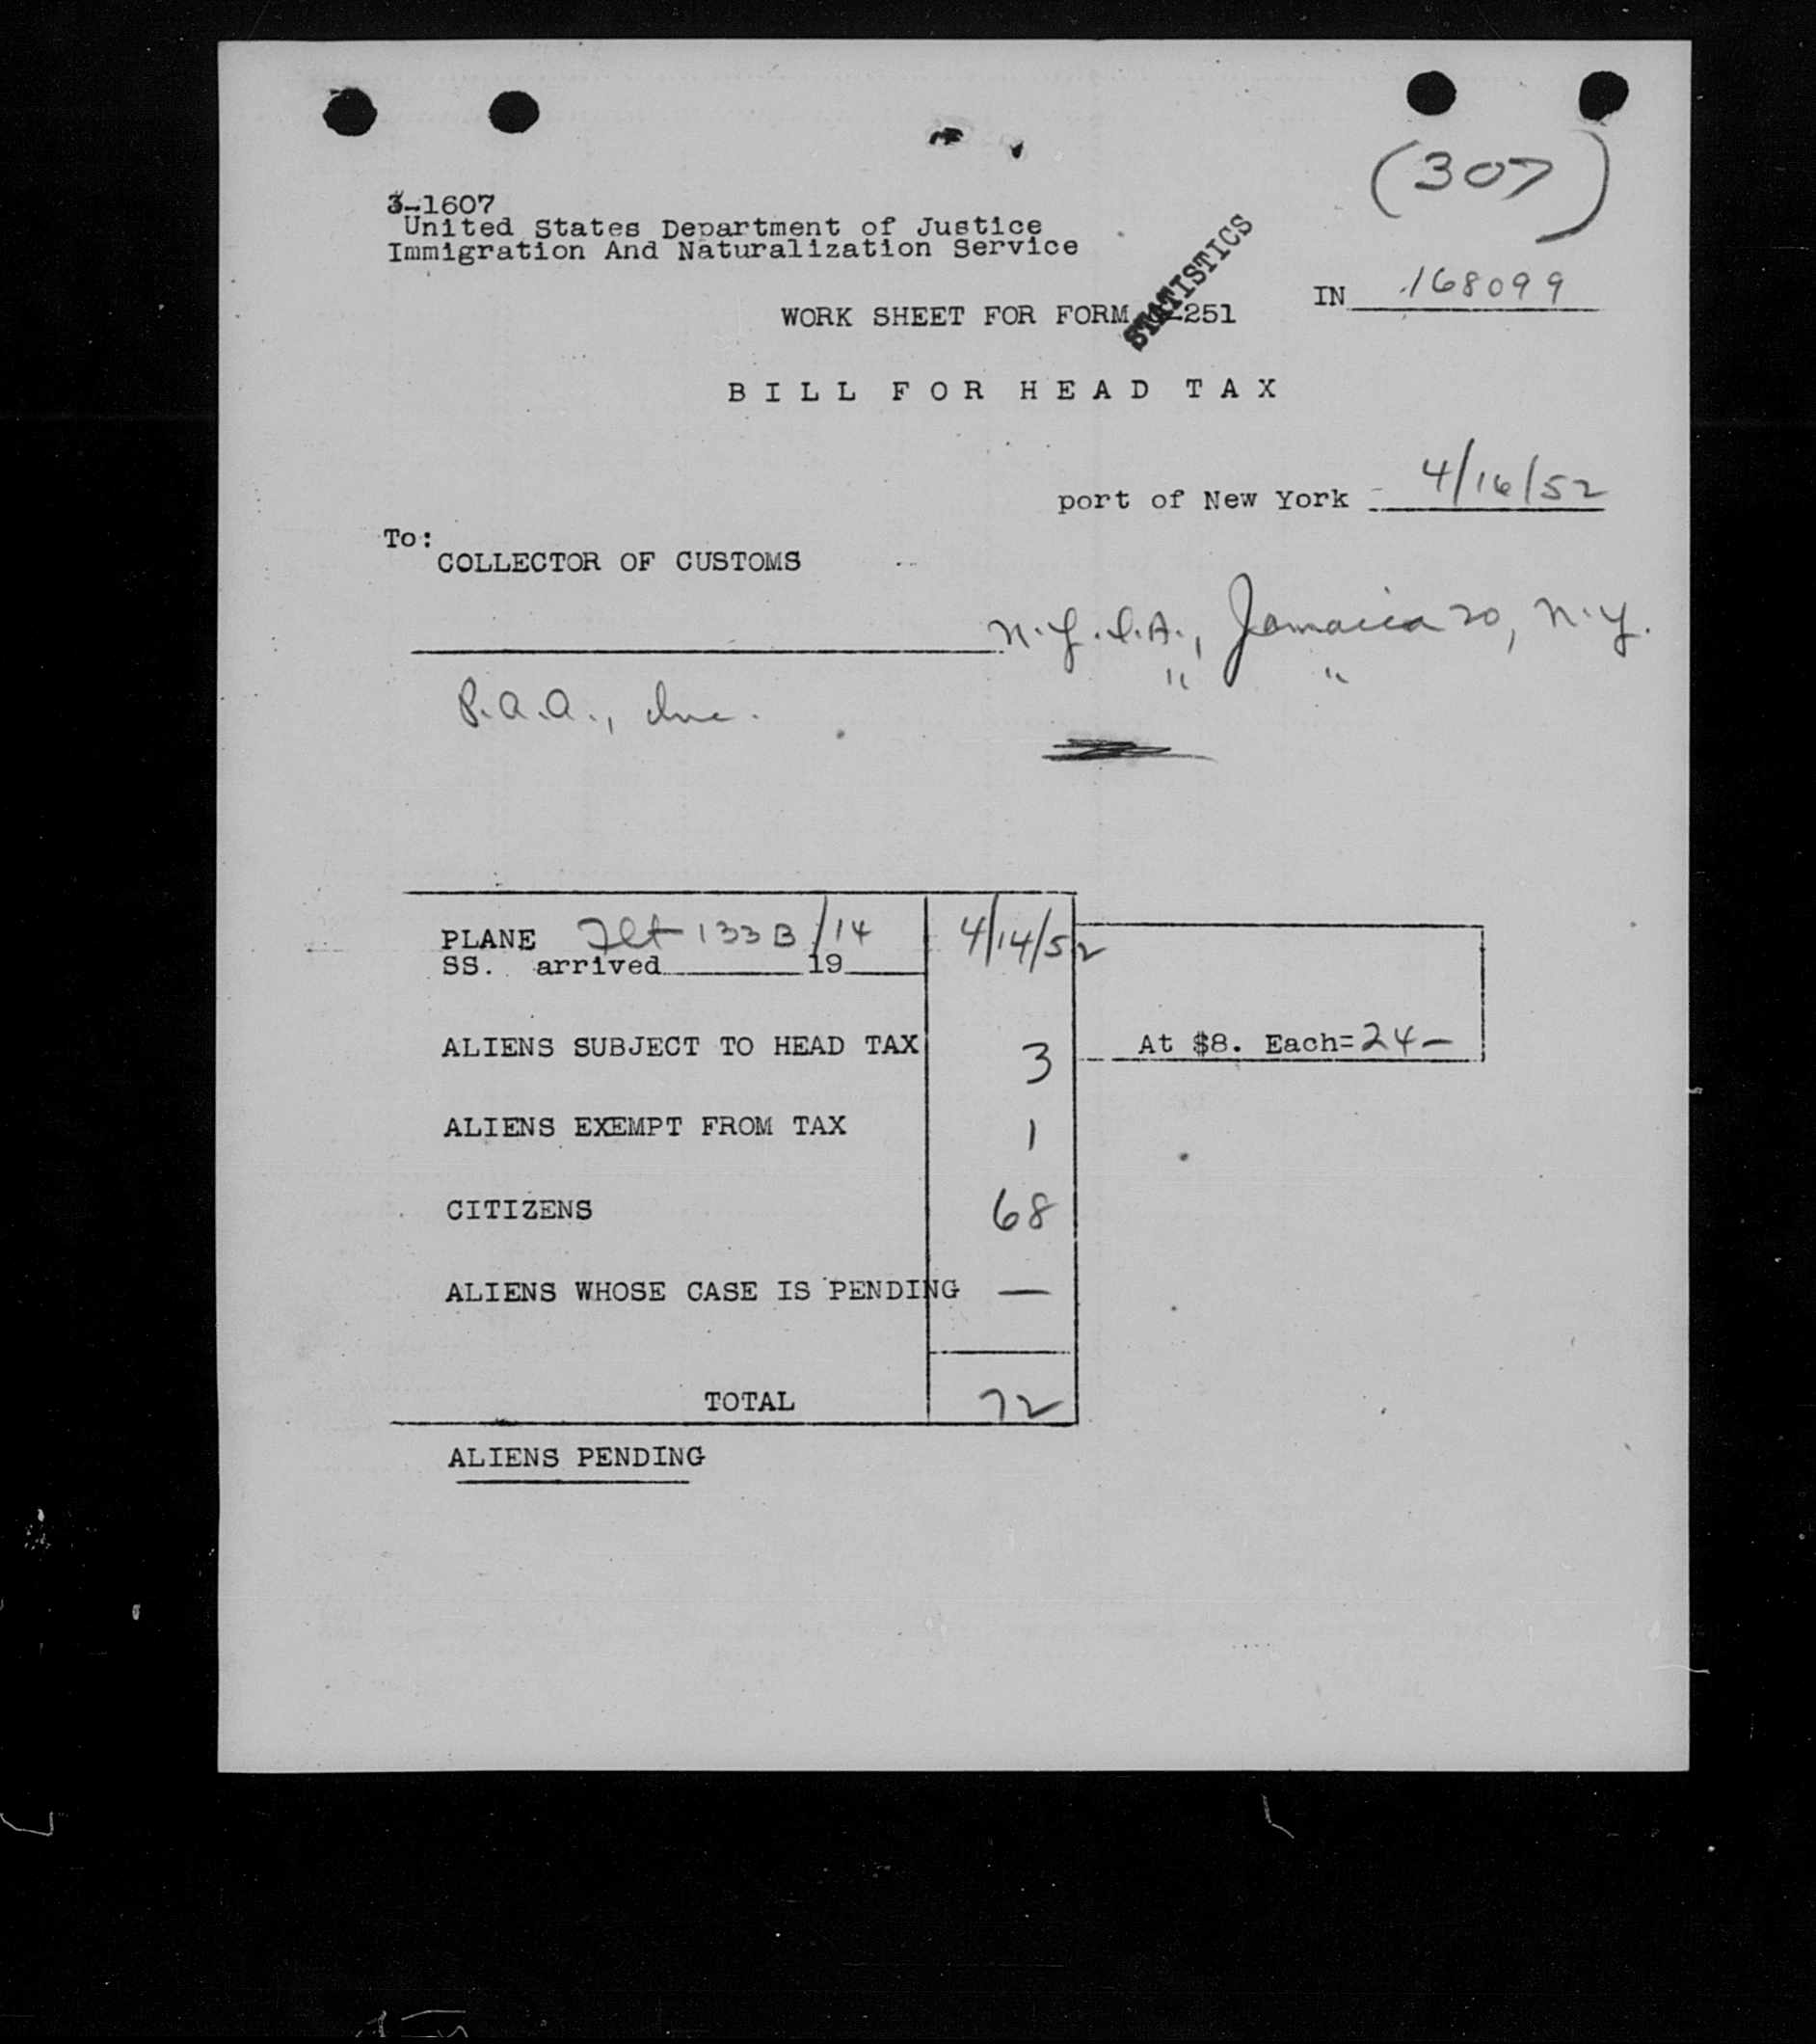 (307)
3-1607
United States Department of Justice
Immigration And Naturalization Service
STATISTICS
IN 168099
WORK SHEET FOR FORM -251
BILL FOR HEAD TAX
port of New York - 4/16/52
To:
COLLECTOR OF CUSTOMS
N.Y.I.A., Jamaica 20, N.Y.
P.A.A., Inc. " "
PLANE Flt 133B/14 4/14/52
SS. arrived 19
ALIENS SUBJECT TO HEAD TAX 3 At $8. Each=24-
ALIENS EXEMPT FROM TAX 1
CITIZENS 68
ALIENS WHOSE CASE IS PENDING —
TOTAL 72
ALIENS PENDING